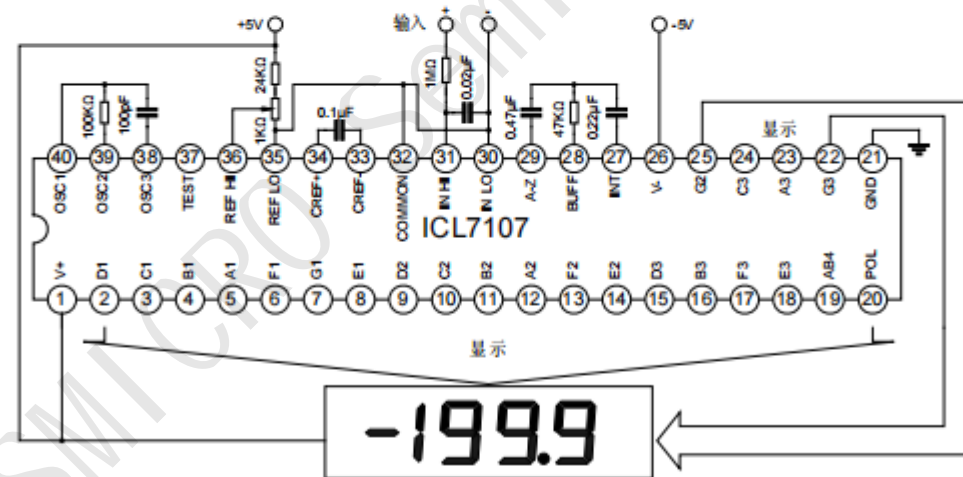 +5V 输入 + - -5V
24KΩ 1MΩ 0.02µF
100KΩ 100pF 1KΩ 0.1µF 0.47µF 47KΩ 0.22µF 显示
40 39 38 37 36 35 34 33 32 31 30 29 28 27 26 25 24 23 22 21
OSC1 OSC2 OSC3 TEST REF HI REF LO CREF+ CREF- COMMON IN HI IN LO A-Z BUFF INT V- G2 C3 A3 G3 GND
ICL7107
V+ D1 C1 B1 A1 F1 G1 E1 D2 C2 B2 A2 F2 E2 D3 B3 F3 E3 AB4 POL
1 2 3 4 5 6 7 8 9 10 11 12 13 14 15 16 17 18 19 20
显示
-199.9
SMI CRO Sem